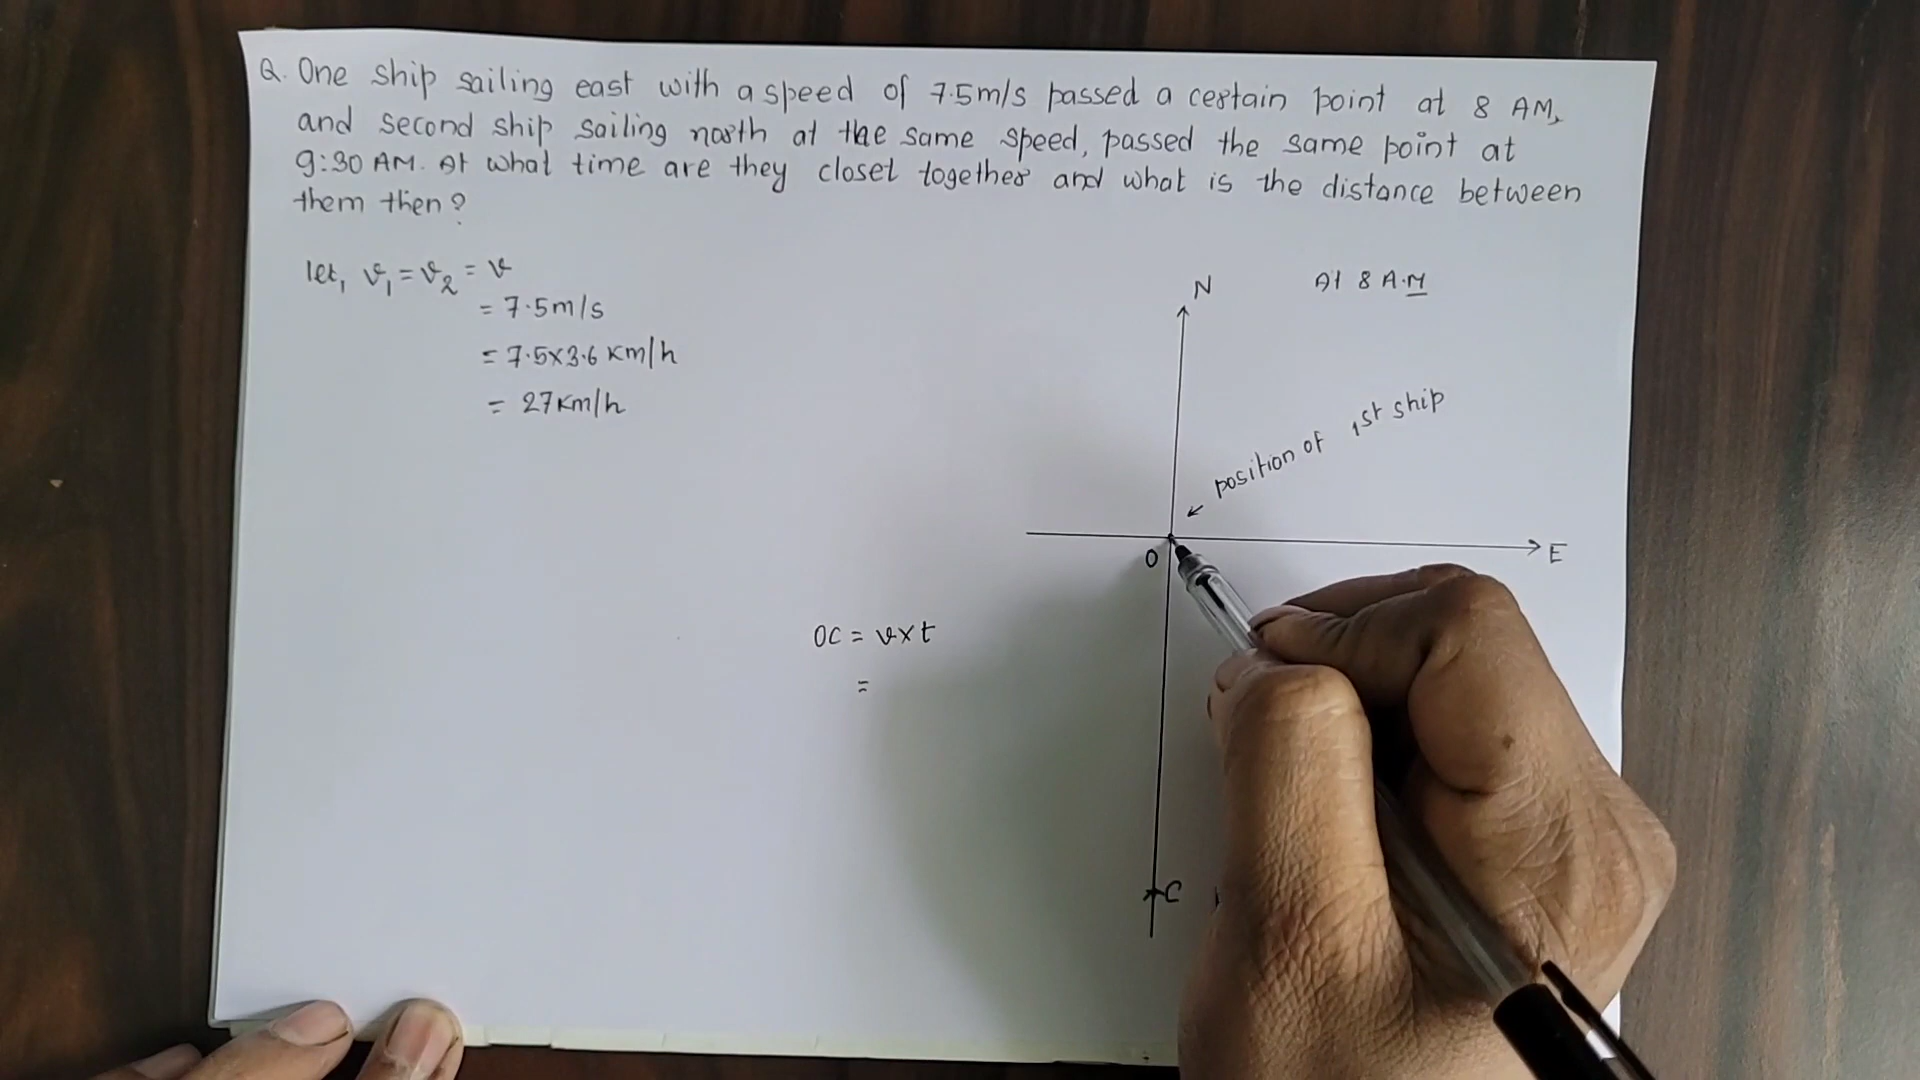 Q. One ship sailing east with a speed of 7.5m/s passed a certain point at 8 AM,
and second ship sailing north at the same speed, passed the same point at
9:30 AM. At what time are they closet together and what is the distance between
them then?
let, v₁ = v₂ = v
= 7.5m/s
= 7.5×3.6 Km/h
= 27Km/h
N
At 8 A.M
position of 1st ship
O
E
OC = v×t
=
C